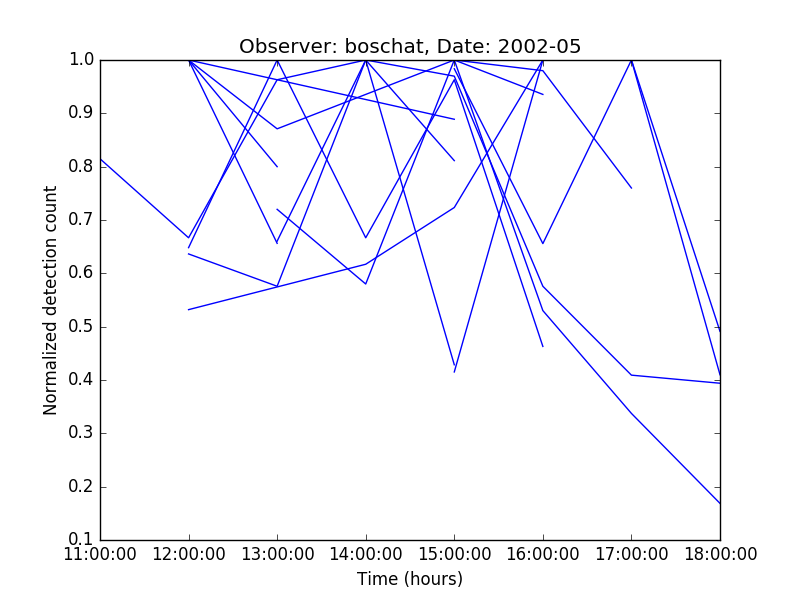 Observer: boschat, Date: 2002-05
1.0
0.9
0.8
0.7
0.6
0.5
0.4
0.3
0.2
0.1
Normalized detection count
11:00:00 12:00:00 13:00:00 14:00:00 15:00:00 16:00:00 17:00:00 18:00:00
Time (hours)